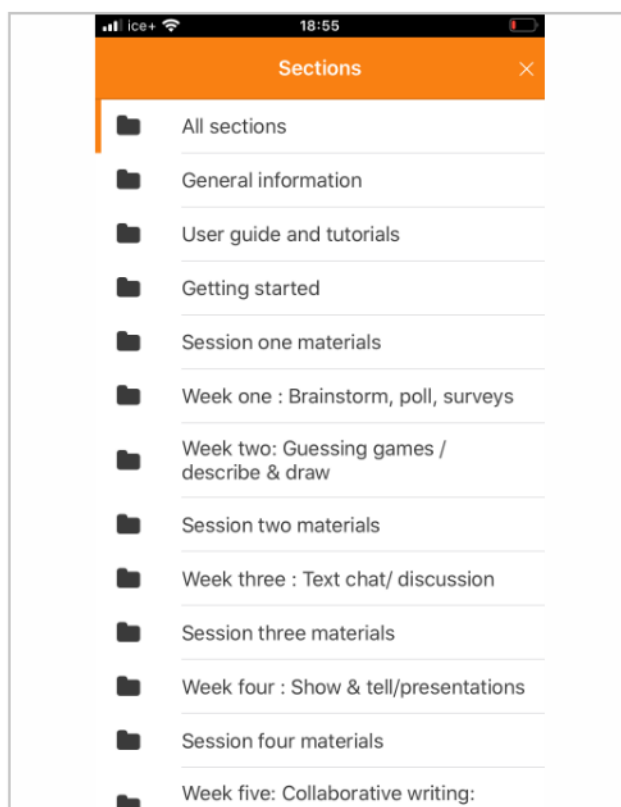 ice+ 18:55
Sections
All sections
General information
User guide and tutorials
Getting started
Session one materials
Week one : Brainstorm, poll, surveys
Week two: Guessing games /
describe & draw
Session two materials
Week three : Text chat/ discussion
Session three materials
Week four : Show & tell/presentations
Session four materials
Week five: Collaborative writing: